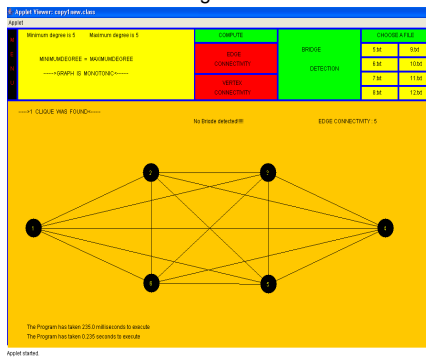 Applet Viewer: copy1sew.class
Applet
M
E
N
U
Minimum degree is 5 Maximum degree is 5
MINIMUMDEGREE = MAXIMUMDEGREE
---->GRAPH IS MONOTONIC<-----
COMPUTE
EDGE
CONNECTIVITY
VERTEX
CONNECTIVITY
BRIDGE
DETECTION
CHOOSE A FILE
5.txt 9.txt
6.txt 10.txt
7.txt 11.txt
8.txt 12.txt
---->1 CLIQUE WAS FOUND<-----
No Briode detected!!!!
EDGE CONNECTIVITY : 5
2
3
1
4
6
5
The Program has taken 235.0 milliseconds to execute
The Program has taken 0.235 seconds to execute
Applet started.